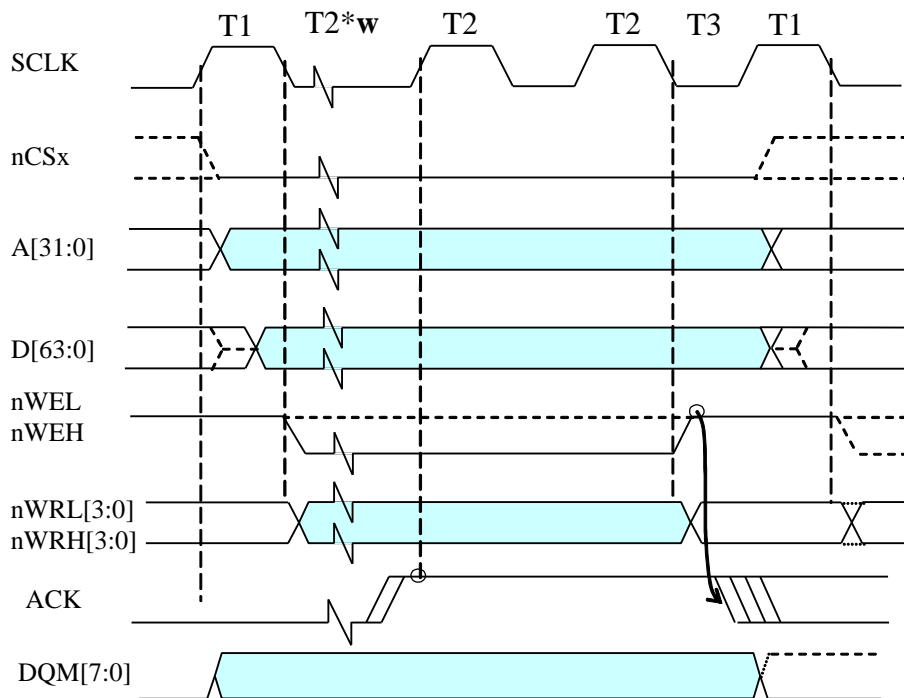 T1 T2*w T2 T2 T3 T1
SCLK
nCSx
A[31:0]
D[63:0]
nWEL
nWEH
nWRL[3:0]
nWRH[3:0]
ACK
DQM[7:0]